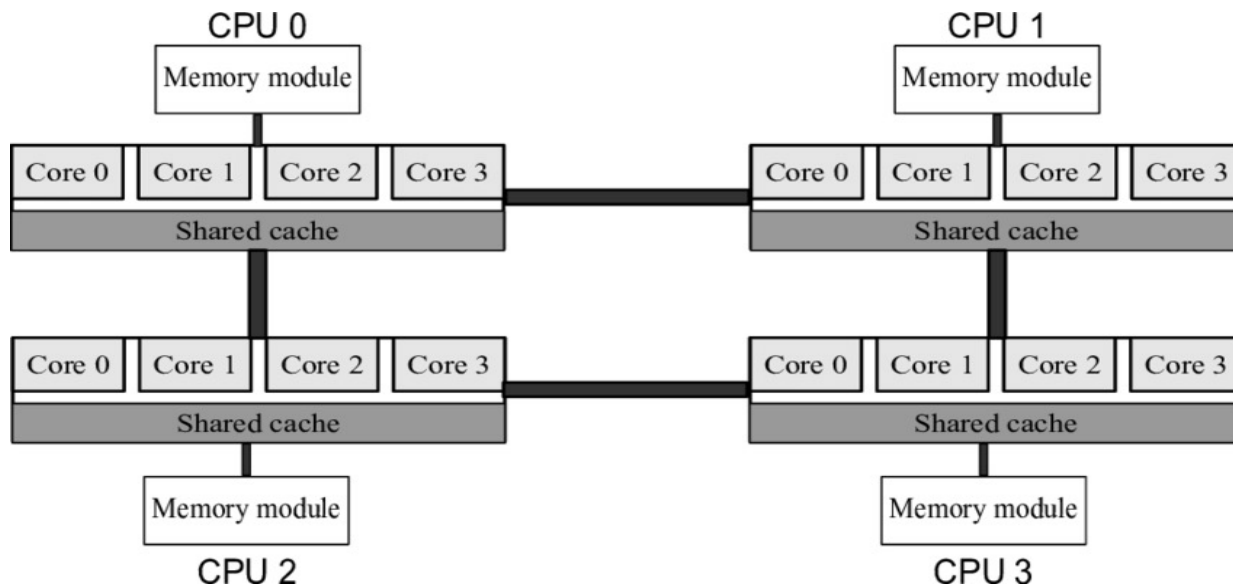 CPU 0 CPU 1
Memory module Memory module
Core 0 Core 1 Core 2 Core 3 Core 0 Core 1 Core 2 Core 3
Shared cache Shared cache
Core 0 Core 1 Core 2 Core 3 Core 0 Core 1 Core 2 Core 3
Shared cache Shared cache
Memory module Memory module
CPU 2 CPU 3